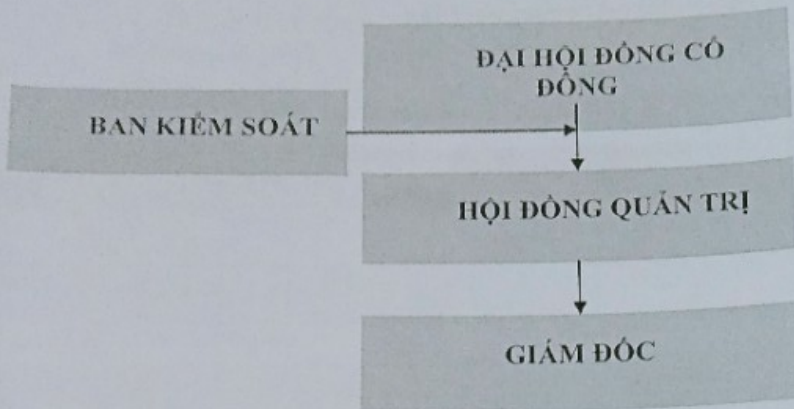 ĐẠI HỘI ĐỒNG CỔ
ĐÔNG
BAN KIỂM SOÁT
HỘI ĐỒNG QUẢN TRỊ
GIÁM ĐỐC